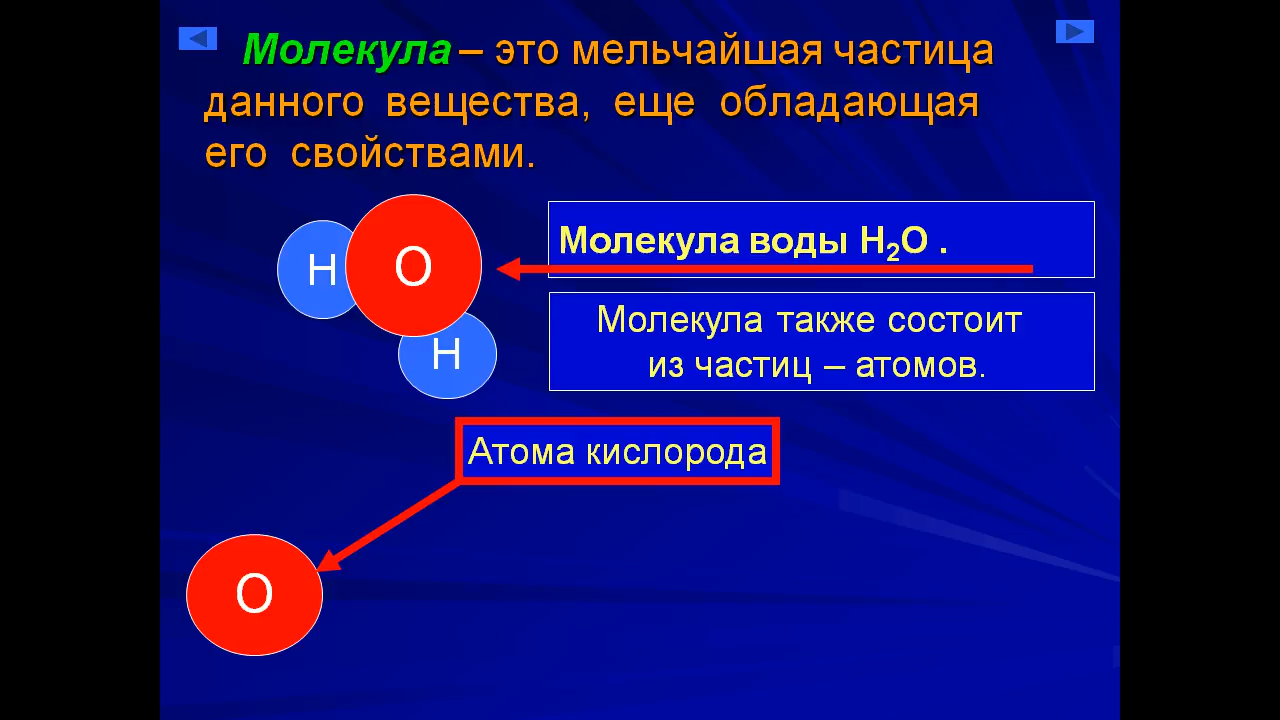 Молекула – это мельчайшая частица
данного вещества, еще обладающая
его свойствами.
Н
О
Н
Молекула воды Н₂О .
Молекула также состоит
из частиц – атомов.
Атома кислорода
О